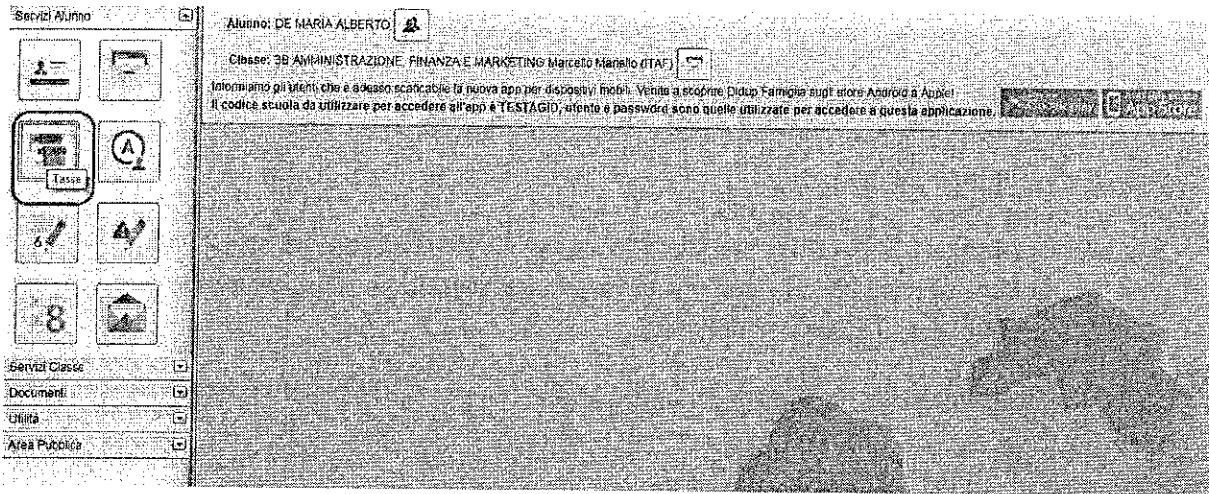 Servizi Alunno
Alunno: DE MARIA ALBERTO
Classe: 3B AMMINISTRAZIONE, FINANZA E MARKETING Marcello Mariello (ITAF)
Informiamo gli utenti che è adesso scaricabile la nuova app per dispositivi mobili. Venite a scoprire Didup Famiglia sugli store Android e Apple!
Il codice scuola da utilizzare per accedere all'app è TESTAGIO, utente e password sono quelle utilizzate per accedere a questa applicazione.
A
Tasse
6
8
Servizi Classe
Documenti
Utilità
Area Pubblica